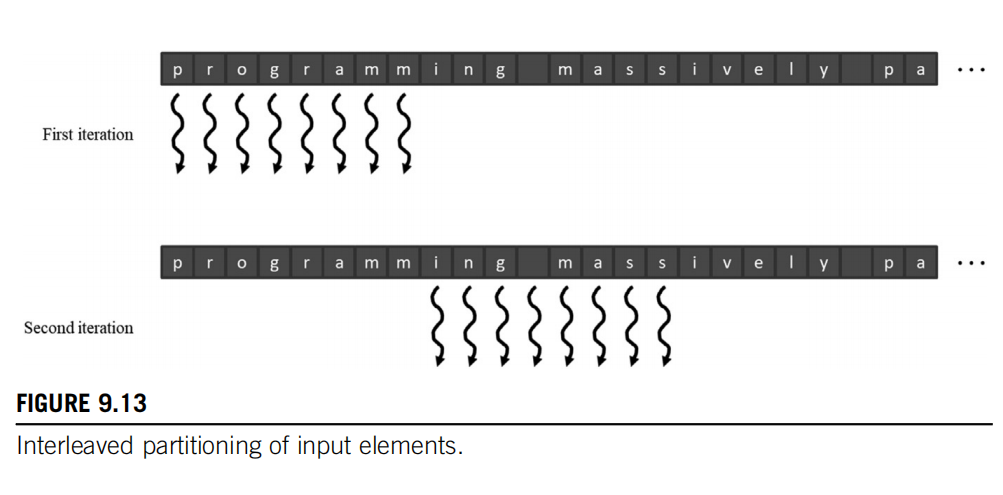 p r o g r a m m i n g m a s s i v e l y p a ...
First iteration
p r o g r a m m i n g m a s s i v e l y p a ...
Second iteration
FIGURE 9.13
Interleaved partitioning of input elements.